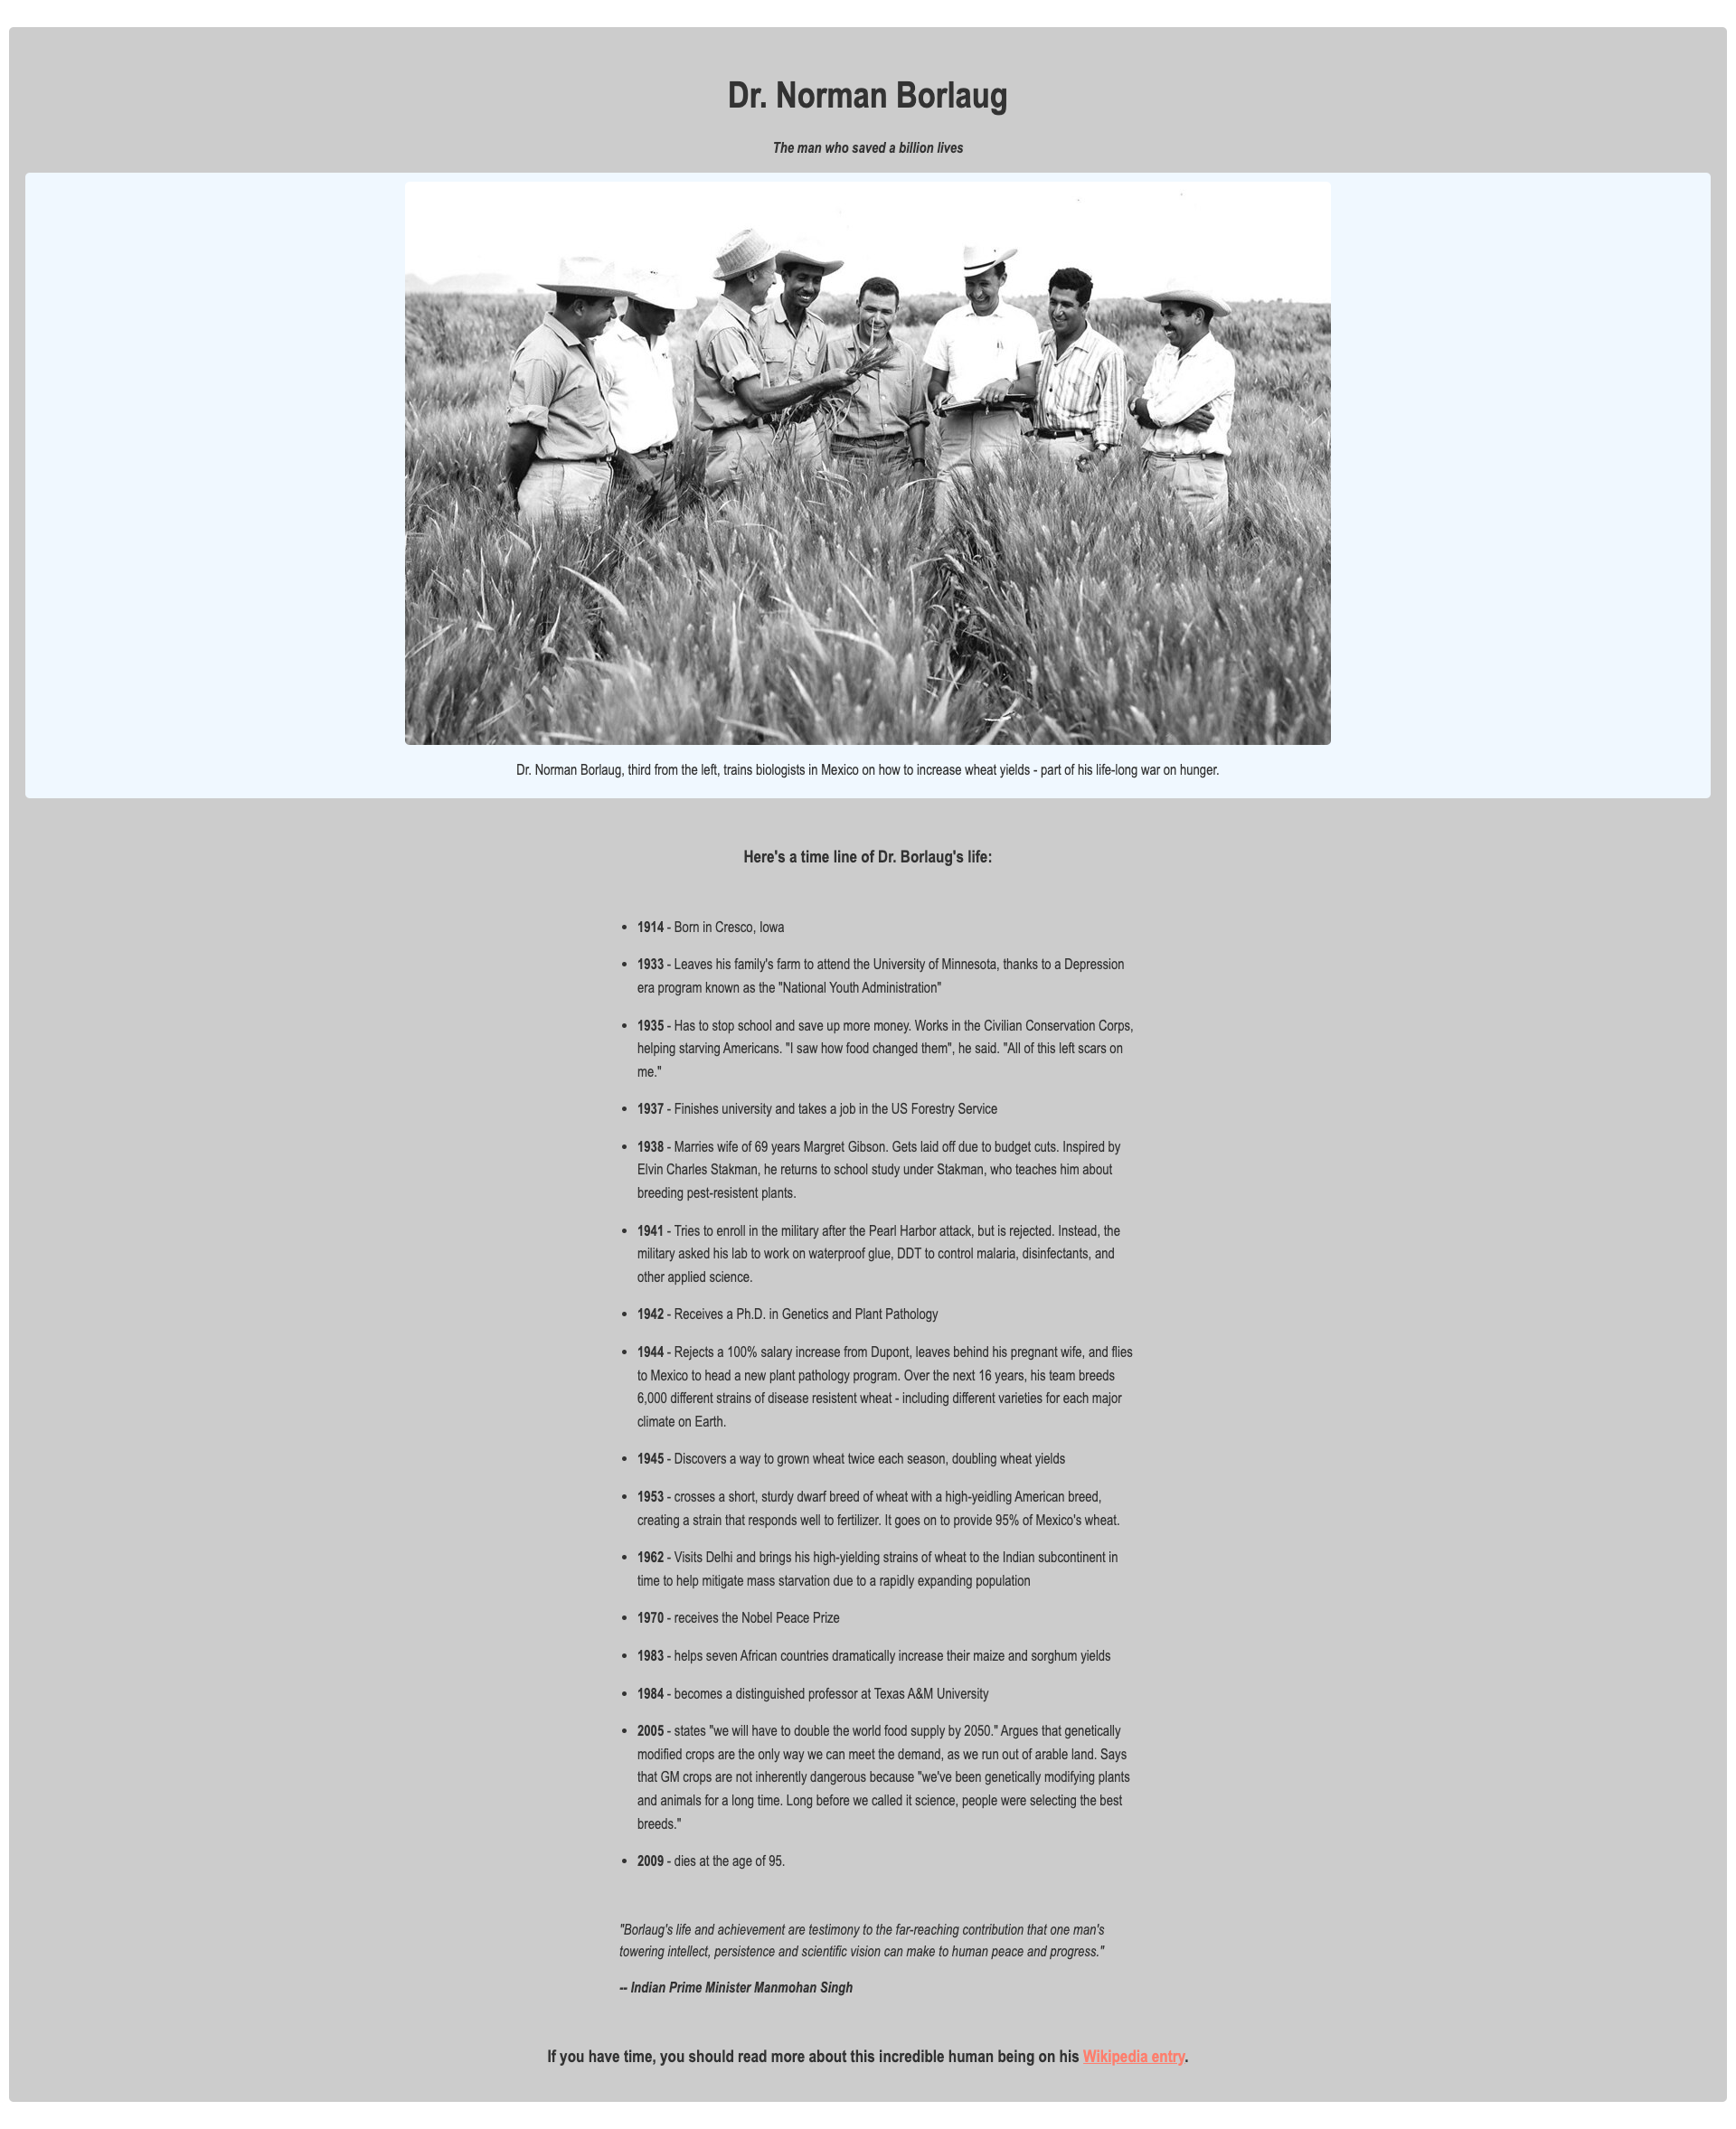 Dr. Norman Borlaug
The man who saved a billion lives
Dr. Norman Borlaug, third from the left, trains biologists in Mexico on how to increase wheat yields - part of his life-long war on hunger.
Here's a time line of Dr. Borlaug's life:
• 1914 - Born in Cresco, Iowa
• 1933 - Leaves his family's farm to attend the University of Minnesota, thanks to a Depression
era program known as the "National Youth Administration"
• 1935 - Has to stop school and save up more money. Works in the Civilian Conservation Corps,
helping starving Americans. "I saw how food changed them", he said. "All of this left scars on
me."
• 1937 - Finishes university and takes a job in the US Forestry Service
• 1938 - Marries wife of 69 years Margret Gibson. Gets laid off due to budget cuts. Inspired by
Elvin Charles Stakman, he returns to school study under Stakman, who teaches him about
breeding pest-resistent plants.
• 1941 - Tries to enroll in the military after the Pearl Harbor attack, but is rejected. Instead, the
military asked his lab to work on waterproof glue, DDT to control malaria, disinfectants, and
other applied science.
• 1942 - Receives a Ph.D. in Genetics and Plant Pathology
• 1944 - Rejects a 100% salary increase from Dupont, leaves behind his pregnant wife, and flies
to Mexico to head a new plant pathology program. Over the next 16 years, his team breeds
6,000 different strains of disease resistent wheat - including different varieties for each major
climate on Earth.
• 1945 - Discovers a way to grown wheat twice each season, doubling wheat yields
• 1953 - crosses a short, sturdy dwarf breed of wheat with a high-yeidling American breed,
creating a strain that responds well to fertilizer. It goes on to provide 95% of Mexico's wheat.
• 1962 - Visits Delhi and brings his high-yielding strains of wheat to the Indian subcontinent in
time to help mitigate mass starvation due to a rapidly expanding population
• 1970 - receives the Nobel Peace Prize
• 1983 - helps seven African countries dramatically increase their maize and sorghum yields
• 1984 - becomes a distinguished professor at Texas A&M University
• 2005 - states "we will have to double the world food supply by 2050." Argues that genetically
modified crops are the only way we can meet the demand, as we run out of arable land. Says
that GM crops are not inherently dangerous because "we've been genetically modifying plants
and animals for a long time. Long before we called it science, people were selecting the best
breeds."
• 2009 - dies at the age of 95.
"Borlaug's life and achievement are testimony to the far-reaching contribution that one man's
towering intellect, persistence and scientific vision can make to human peace and progress."
-- Indian Prime Minister Manmohan Singh
If you have time, you should read more about this incredible human being on his Wikipedia entry.